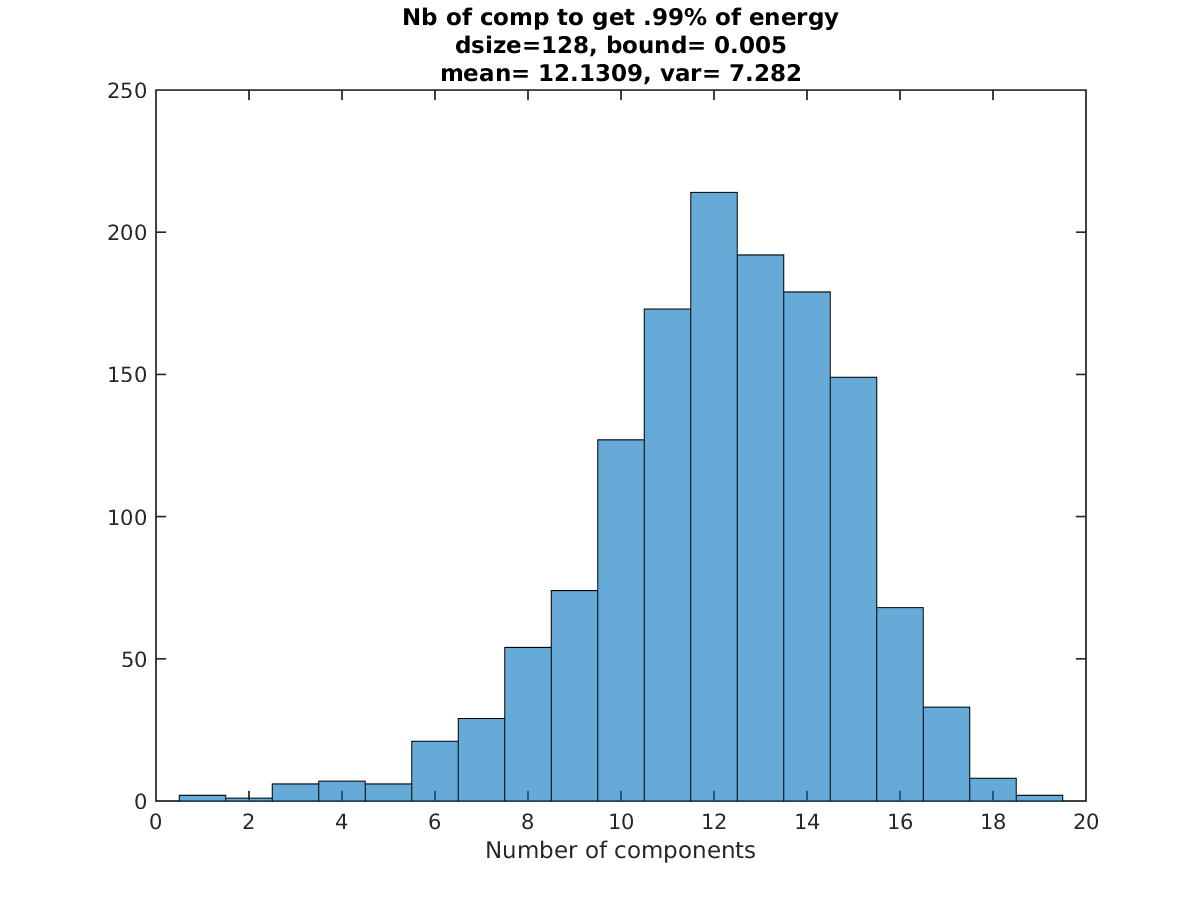 Nb of comp to get .99% of energy
dsize=128, bound= 0.005
mean= 12.1309, var= 7.282
250
200
150
100
50
0
0 2 4 6 8 10 12 14 16 18 20
Number of components